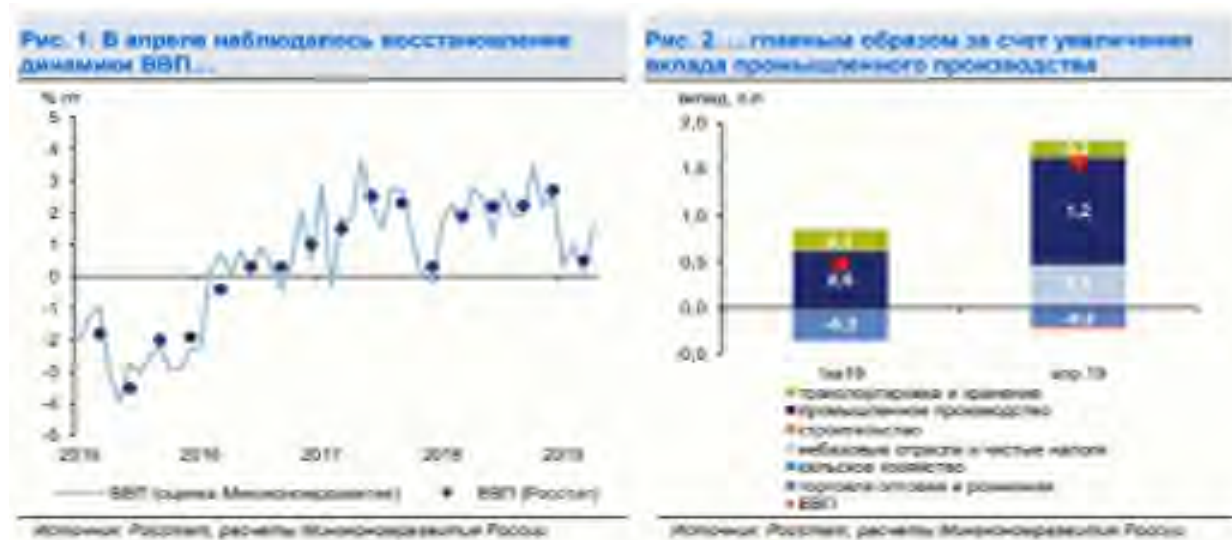 Рис. 1. В апреле наблюдалось восстановление
динамики ВВП...
% гг
5
4
3
2
1
0
-1
-2
-3
-4
-5
2015 2016 2017 2018 2019
ВВП (оценка Минэкономразвития) ВВП (Росстат)
Источник: Росстат, расчеты Минэкономразвития России
Рис. 2. ... главным образом за счет увеличения
вклада промышленного производства
вклад, п.п.
2,0
1,5
1,0
0,5
0,0
1,2
1кв19 апр.19
транспортировка и хранение
промышленное производство
строительство
небазовые отрасли и чистые налоги
сельское хозяйство
торговля оптовая и розничная
ВВП
Источник: Росстат, расчеты Минэкономразвития России